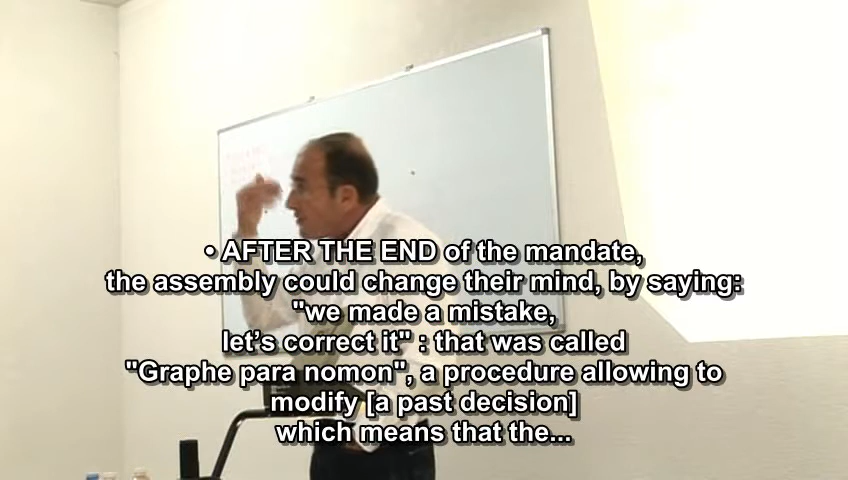 • AFTER THE END of the mandate,
the assembly could change their mind, by saying:
"we made a mistake,
let’s correct it" : that was called
"Graphe para nomon", a procedure allowing to
modify [a past decision]
which means that the...